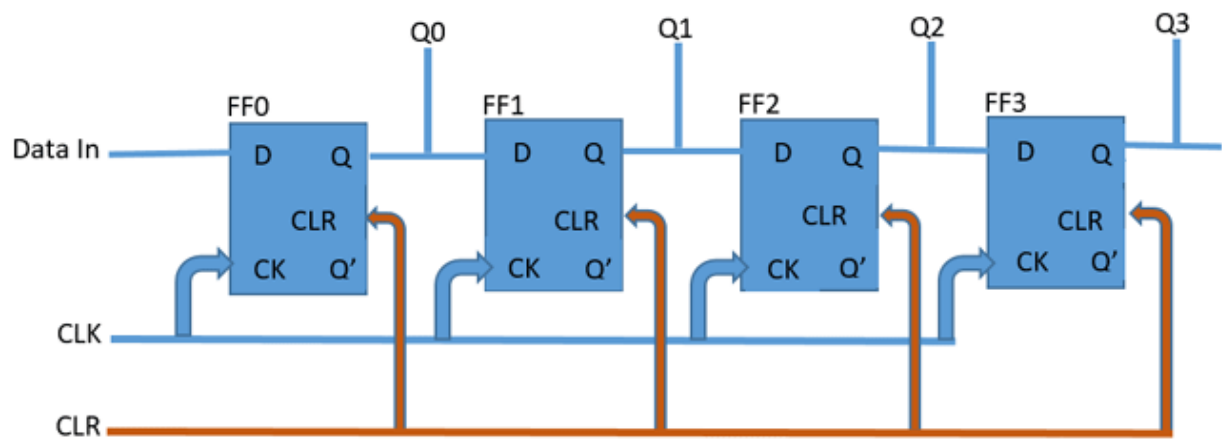 Q0 Q1 Q2 Q3
FF0 FF1 FF2 FF3
Data In D Q D Q D Q D Q
CLR CLR CLR CLR
CK Q’ CK Q’ CK Q’ CK Q’
CLK
CLR